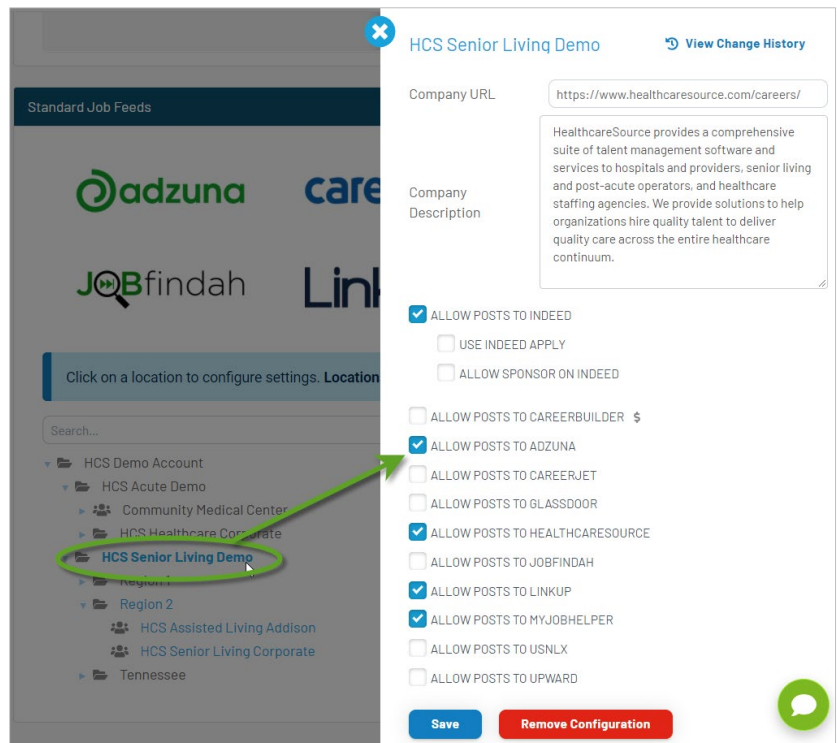 HCS Senior Living Demo
View Change History
Company URL
https://www.healthcaresource.com/careers/
Company
Description
HealthcareSource provides a comprehensive
suite of talent management software and
services to hospitals and providers, senior living
and post-acute operators, and healthcare
staffing agencies. We provide solutions to help
organizations hire quality talent to deliver
quality care across the entire healthcare
continuum.
Standard Job Feeds
adzuna
care
JOBfindah
Link
Click on a location to configure settings. Location
Search...
HCS Demo Account
HCS Acute Demo
Community Medical Center
HCS Healthcare Corporate
HCS Senior Living Demo
Region 1
Region 2
HCS Assisted Living Addison
HCS Senior Living Corporate
Tennessee
ALLOW POSTS TO INDEED
USE INDEED APPLY
ALLOW SPONSOR ON INDEED
ALLOW POSTS TO CAREERBUILDER $
ALLOW POSTS TO ADZUNA
ALLOW POSTS TO CAREERJET
ALLOW POSTS TO GLASSDOOR
ALLOW POSTS TO HEALTHCARESOURCE
ALLOW POSTS TO JOBFINDAH
ALLOW POSTS TO LINKUP
ALLOW POSTS TO MYJOBHELPER
ALLOW POSTS TO USNLX
ALLOW POSTS TO UPWARD
Save
Remove Configuration